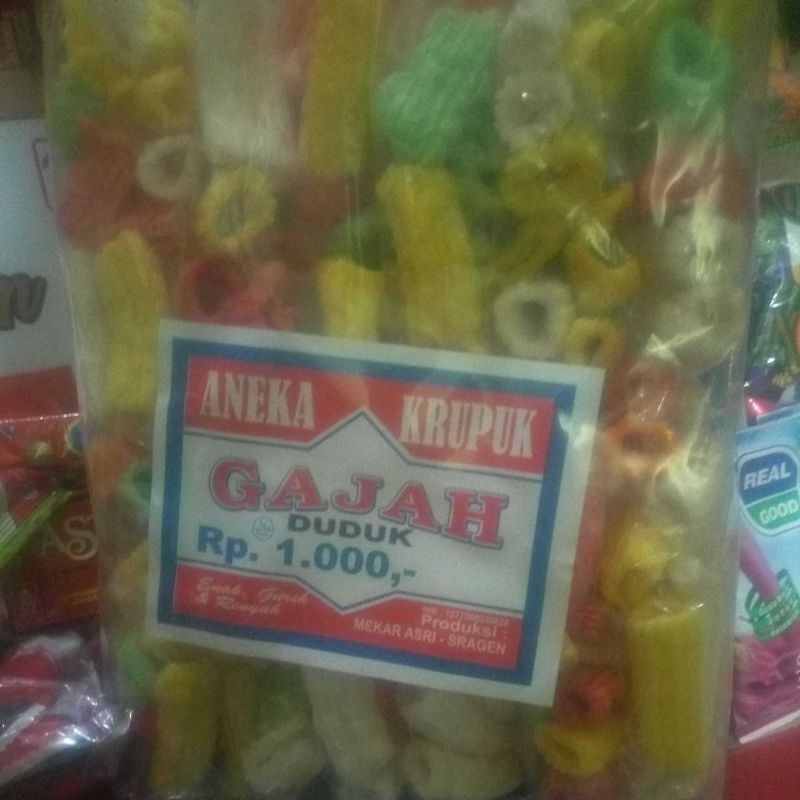 ANEKA KRUPUK
GAJAH
DUDUK
Rp. 1.000,-
Enak, Gurih
& Renyah
Produksi :
MEKAR ASRI - SRAGEN
REAL
GOOD